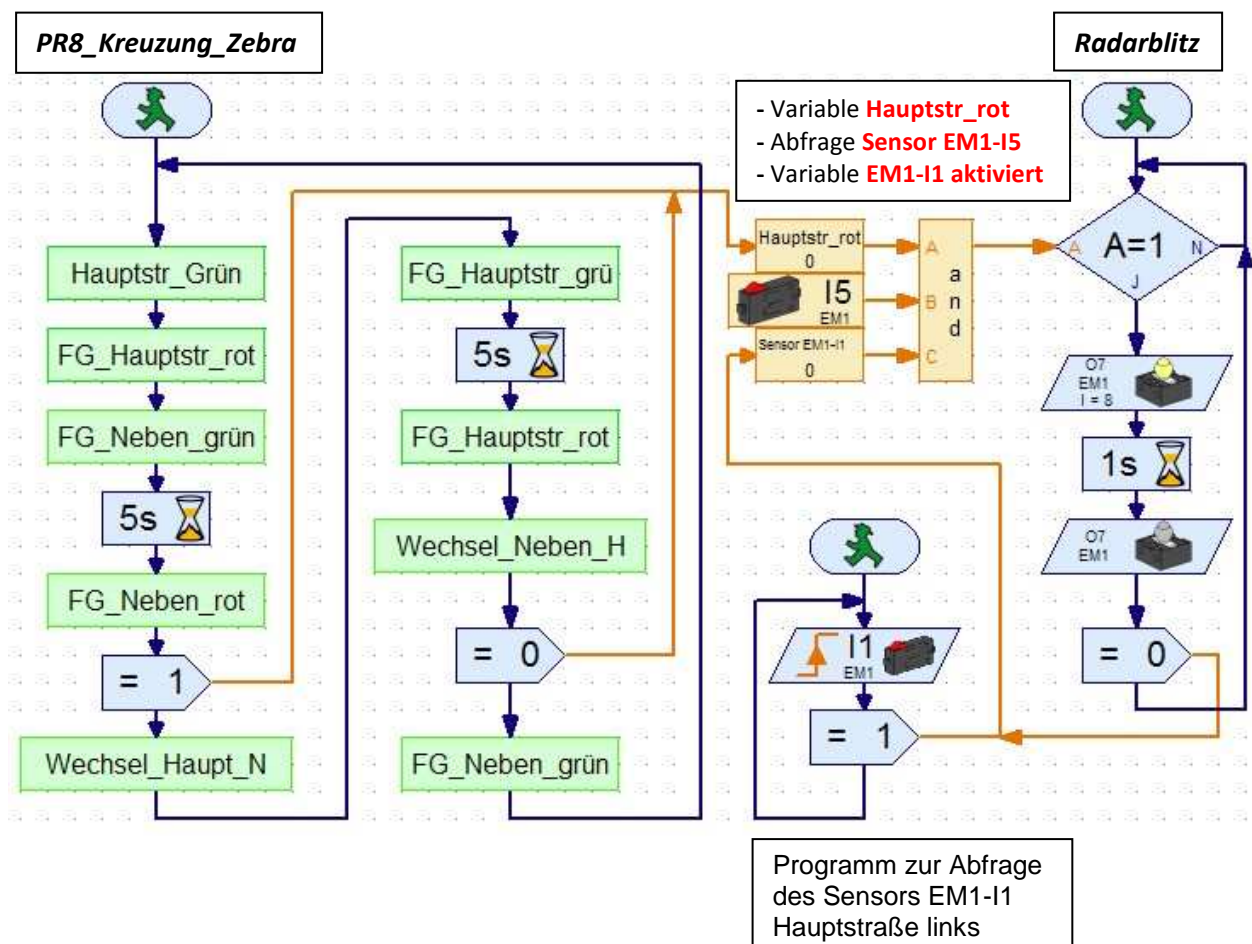 PR8_Kreuzung_Zebra
Hauptstr_Grün
FG_Hauptstr_rot
FG_Neben_grün
5s
FG_Neben_rot
= 1
Wechsel_Haupt_N
FG_Hauptstr_grü
5s
FG_Hauptstr_rot
Wechsel_Neben_H
= 0
FG_Neben_grün
- Variable Hauptstr_rot
- Abfrage Sensor EM1-I5
- Variable EM1-I1 aktiviert
Hauptstr_rot
0
I5
EM1
Sensor EM1-I1
0
A
B
C
a
n
d
I1
EM1
= 1
Programm zur Abfrage
des Sensors EM1-I1
Hauptstraße links
Radarblitz
A A=1 N
J
O7
EM1
I = 8
1s
O7
EM1
= 0